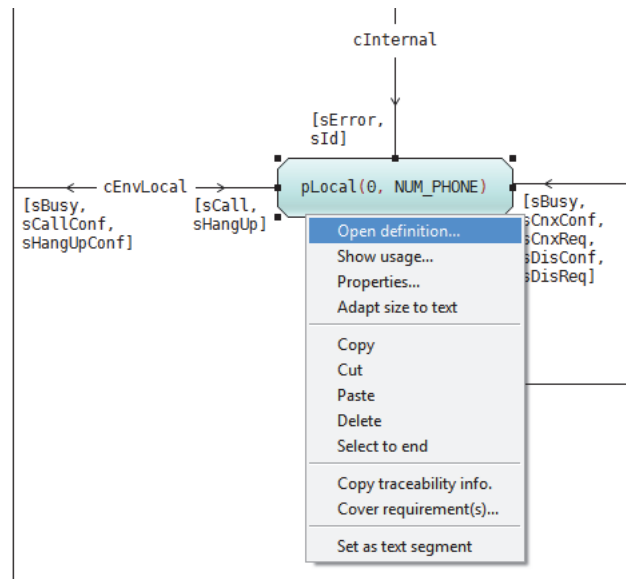 cInternal
[sError,
sId]
cEnvLocal
pLocal(0, NUM_PHONE)
[sBusy,
sCallConf,
sHangUpConf]
[sCall,
sHangUp]
[sBusy,
sCnxConf,
sCnxReq,
sDisConf,
sDisReq]
Open definition...
Show usage...
Properties...
Adapt size to text
Copy
Cut
Paste
Delete
Select to end
Copy traceability info.
Cover requirement(s)...
Set as text segment